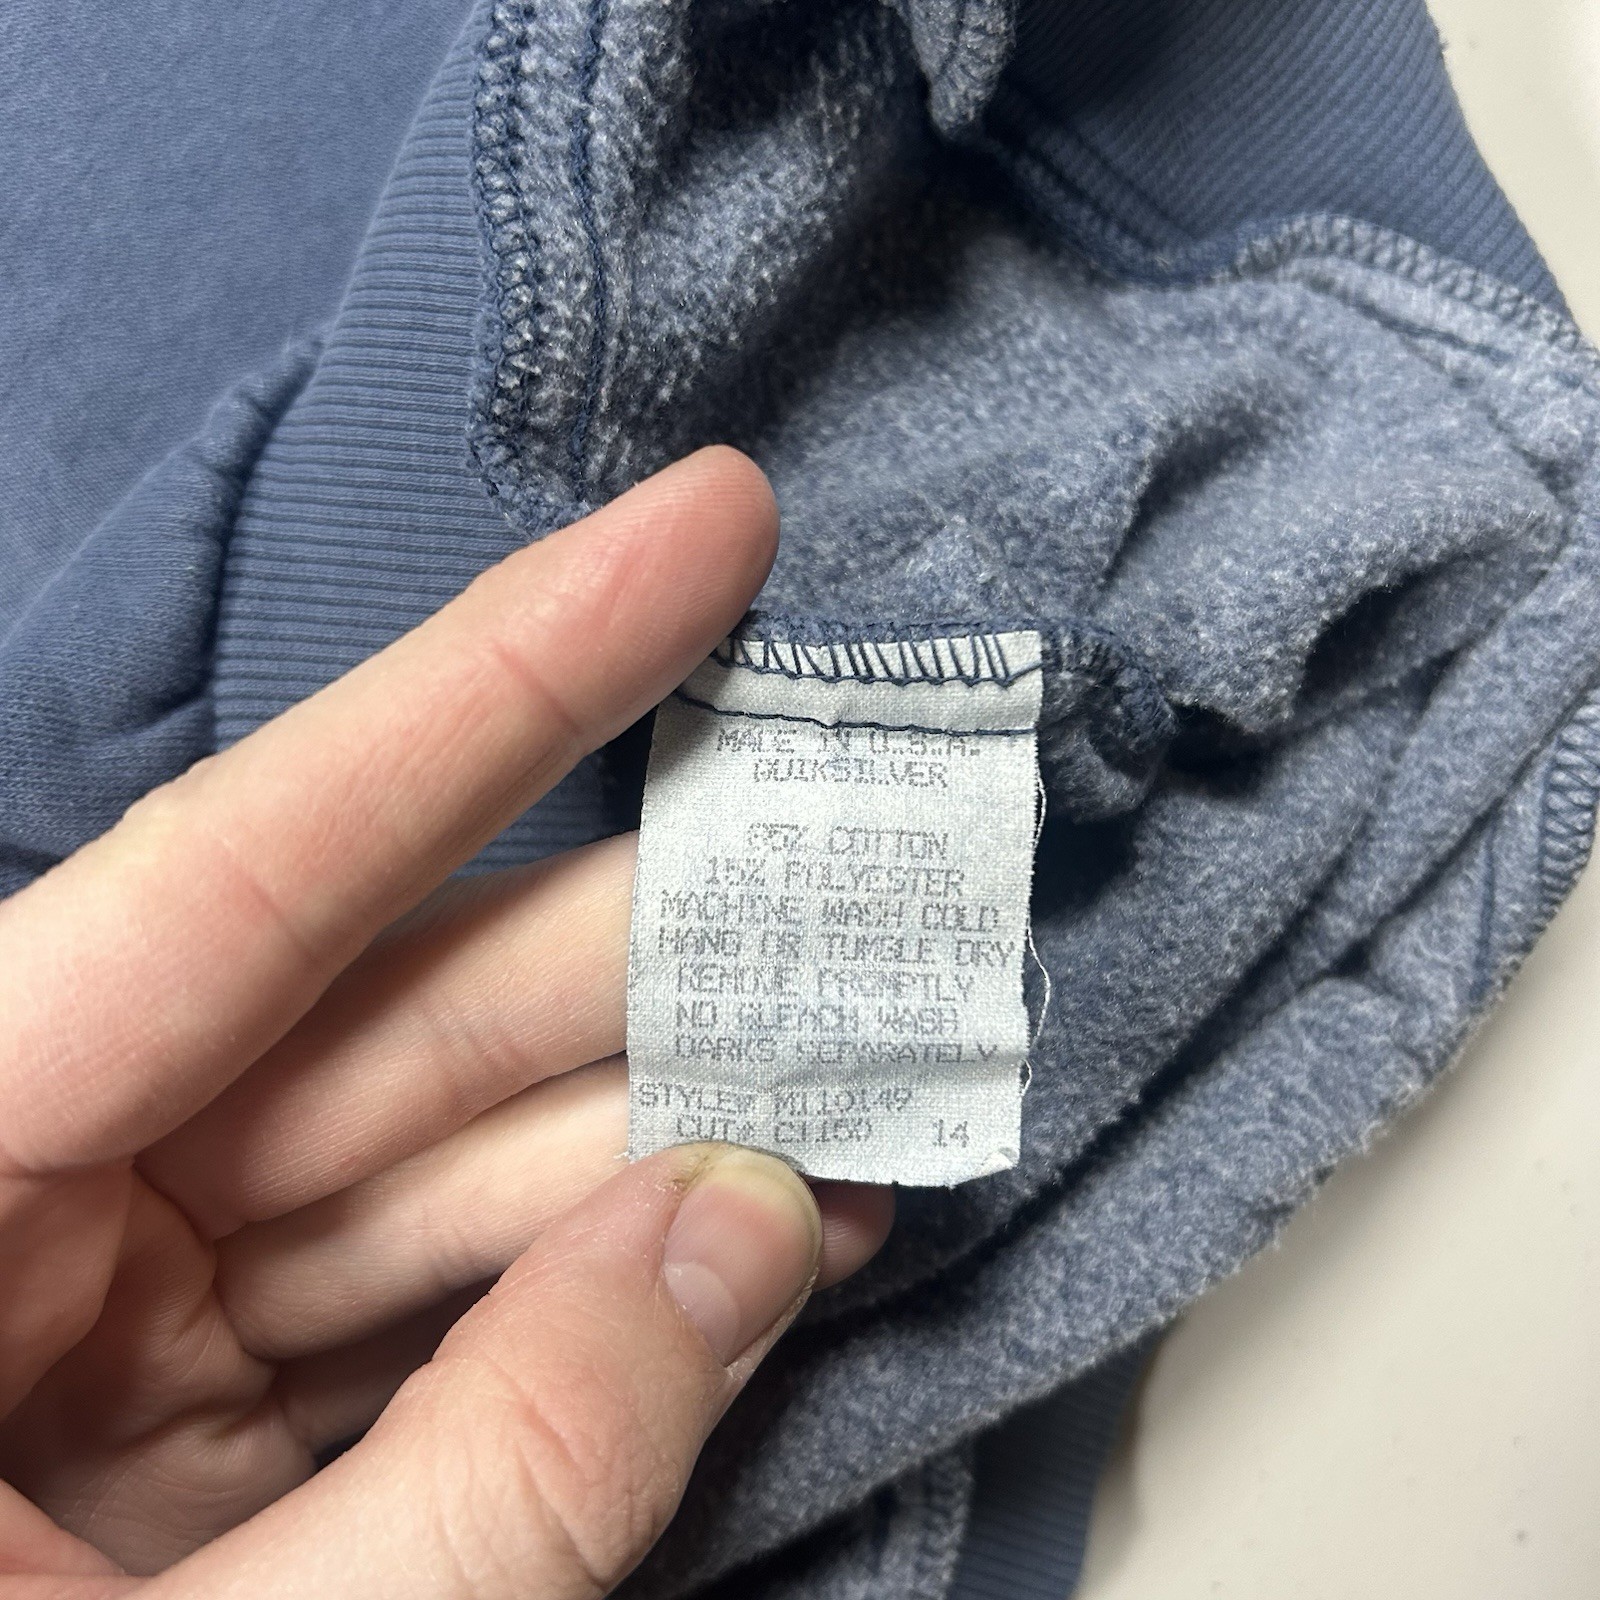 MADE IN U.S.A.
QUIKSILVER
85% COTTON
15% POLYESTER
MACHINE WASH COLD
HANG OR TUMBLE DRY
REMOVE PROMPTLY
NO BLEACH WASH
DARKS SEPARATELY
STYLE# M110149
CUT# C1150 14